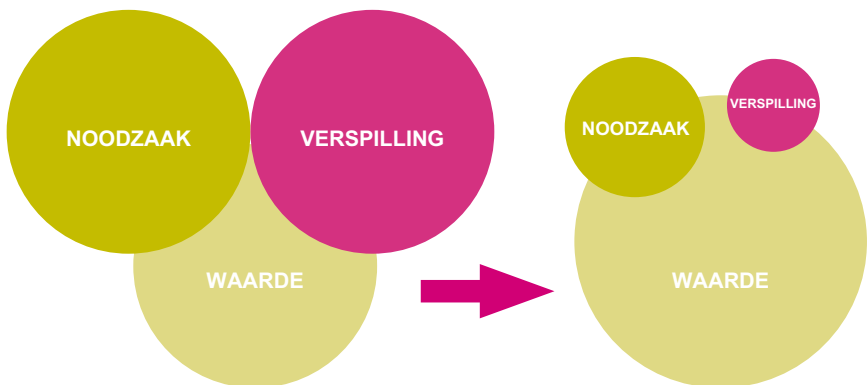 NOODZAAK
VERSPILLING
WAARDE
NOODZAAK
VERSPILLING
WAARDE